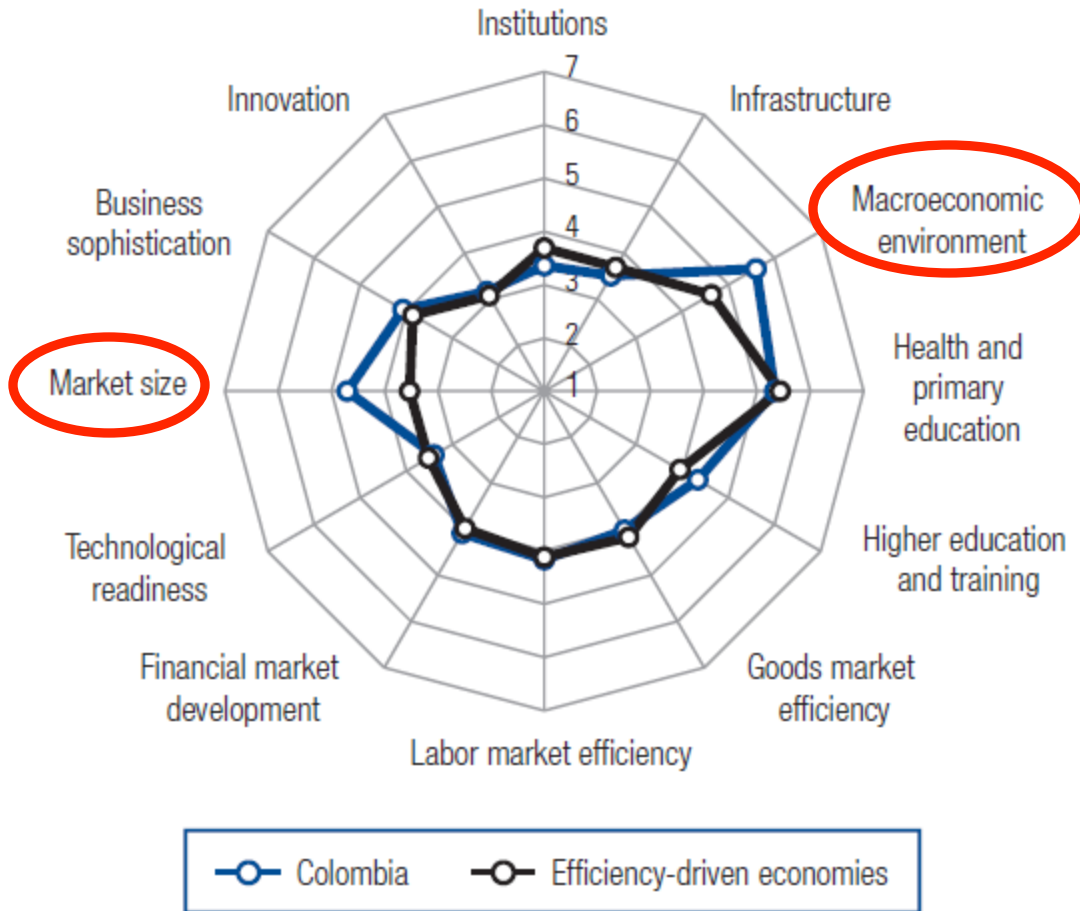 Institutions
7
6
5
4
3
2
1
Infrastructure
Macroeconomic
environment
Health and
primary
education
Higher education
and training
Goods market
efficiency
Labor market efficiency
Financial market
development
Technological
readiness
Market size
Business
sophistication
Innovation
Colombia
Efficiency-driven economies